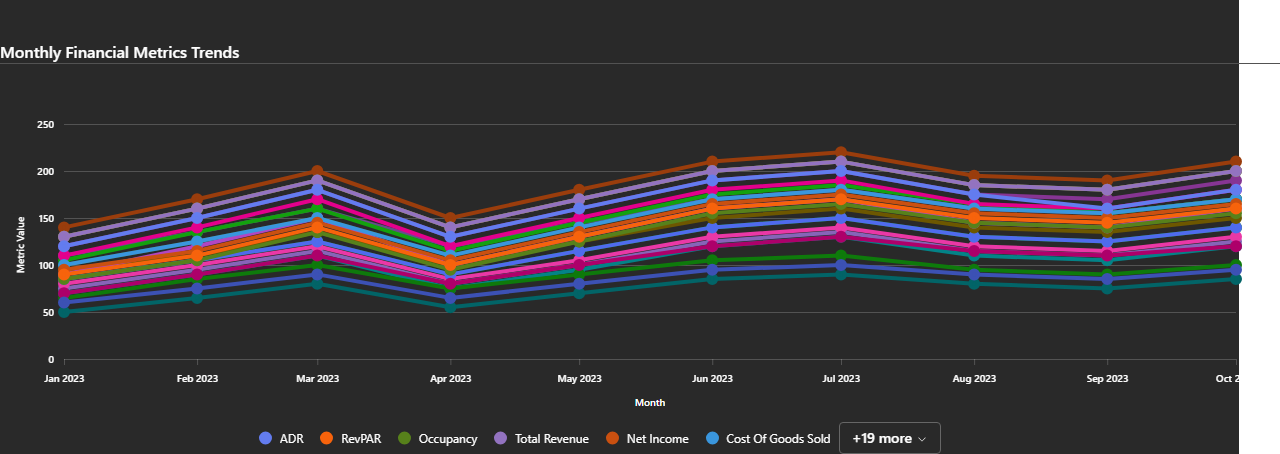 Monthly Financial Metrics Trends
250
200
150
100
50
0
Metric Value
Jan 2023 Feb 2023 Mar 2023 Apr 2023 May 2023 Jun 2023 Jul 2023 Aug 2023 Sep 2023 Oct 2
Month
ADR RevPAR Occupancy Total Revenue Net Income Cost Of Goods Sold +19 more